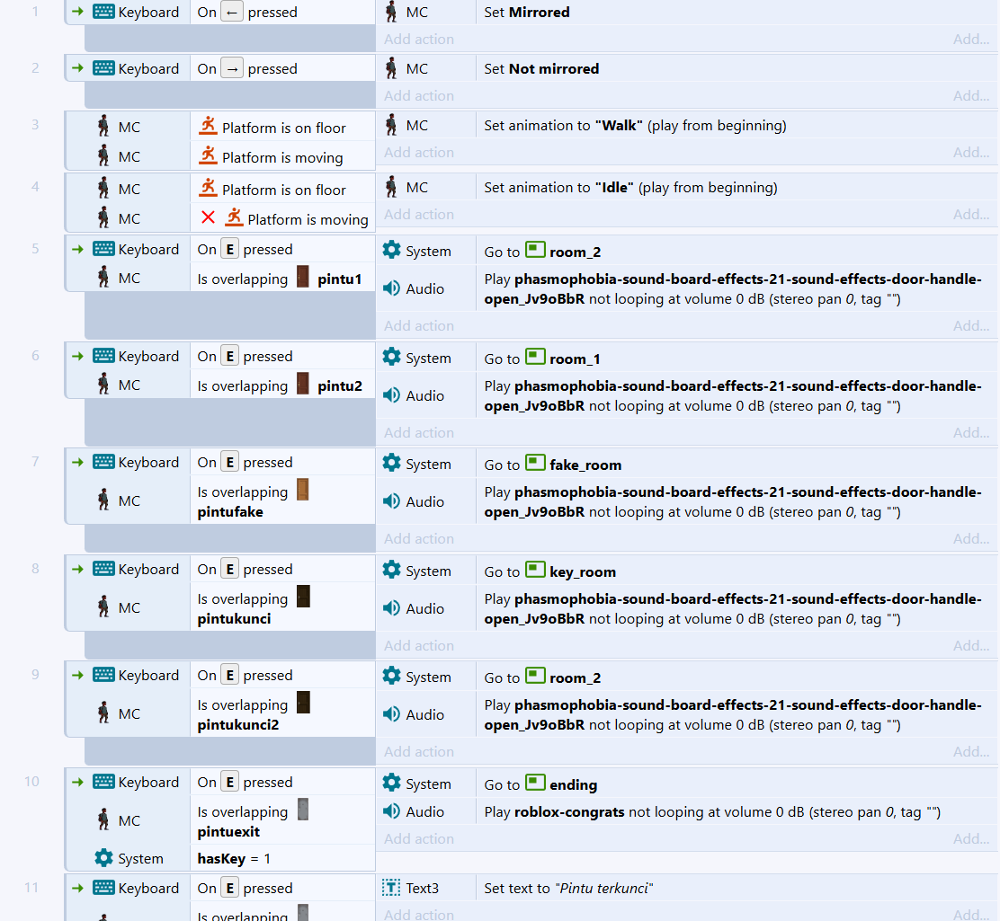 1 Keyboard On ← pressed MC Set Mirrored
Add action Add...
2 Keyboard On → pressed MC Set Not mirrored
Add action Add...
3 MC Platform is on floor MC Set animation to "Walk" (play from beginning)
MC Platform is moving Add action Add...
4 MC Platform is on floor MC Set animation to "Idle" (play from beginning)
MC Platform is moving Add action Add...
5 Keyboard On E pressed System Go to room_2
MC Is overlapping pintu1 Audio Play phasmophobia-sound-board-effects-21-sound-effects-door-handle-
open_Jv9oBbR not looping at volume 0 dB (stereo pan 0, tag "")
Add action Add...
6 Keyboard On E pressed System Go to room_1
MC Is overlapping pintu2 Audio Play phasmophobia-sound-board-effects-21-sound-effects-door-handle-
open_Jv9oBbR not looping at volume 0 dB (stereo pan 0, tag "")
Add action Add...
7 Keyboard On E pressed System Go to fake_room
MC Is overlapping Audio Play phasmophobia-sound-board-effects-21-sound-effects-door-handle-
pintufake open_Jv9oBbR not looping at volume 0 dB (stereo pan 0, tag "")
Add action Add...
8 Keyboard On E pressed System Go to key_room
MC Is overlapping Audio Play phasmophobia-sound-board-effects-21-sound-effects-door-handle-
pintukunci open_Jv9oBbR not looping at volume 0 dB (stereo pan 0, tag "")
Add action Add...
9 Keyboard On E pressed System Go to room_2
MC Is overlapping Audio Play phasmophobia-sound-board-effects-21-sound-effects-door-handle-
pintukunci2 open_Jv9oBbR not looping at volume 0 dB (stereo pan 0, tag "")
Add action Add...
10 Keyboard On E pressed System Go to ending
MC Is overlapping Audio Play roblox-congrats not looping at volume 0 dB (stereo pan 0, tag "")
pintuexit Add action Add...
System hasKey = 1
11 Keyboard On E pressed Text3 Set text to "Pintu terkunci"
Is overlapping Add action Add...